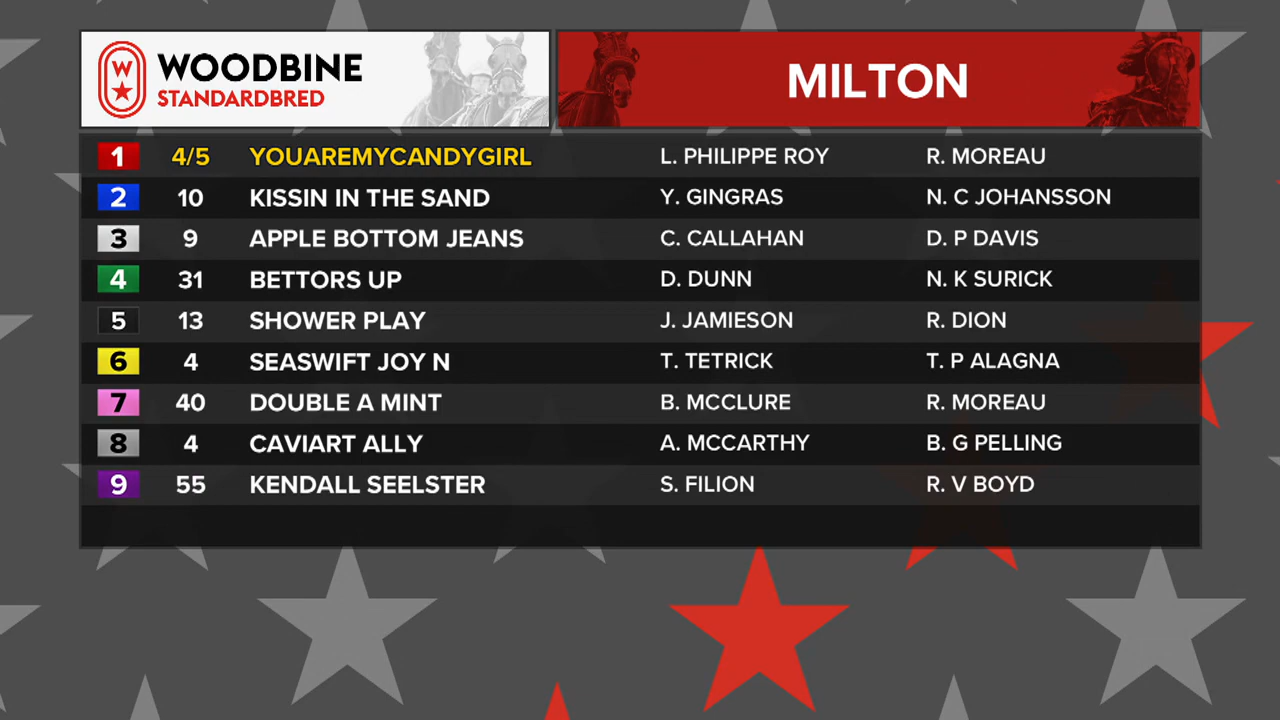 W
WOODBINE
STANDARDBRED
MILTON
1 4/5 YOUAREMYCANDYGIRL L. PHILIPPE ROY R. MOREAU
2 10 KISSIN IN THE SAND Y. GINGRAS N. C JOHANSSON
3 9 APPLE BOTTOM JEANS C. CALLAHAN D. P DAVIS
4 31 BETTORS UP D. DUNN N. K SURICK
5 13 SHOWER PLAY J. JAMIESON R. DION
6 4 SEASWIFT JOY N T. TETRICK T. P ALAGNA
7 40 DOUBLE A MINT B. MCCLURE R. MOREAU
8 4 CAVIART ALLY A. MCCARTHY B. G PELLING
9 55 KENDALL SEELSTER S. FILION R. V BOYD